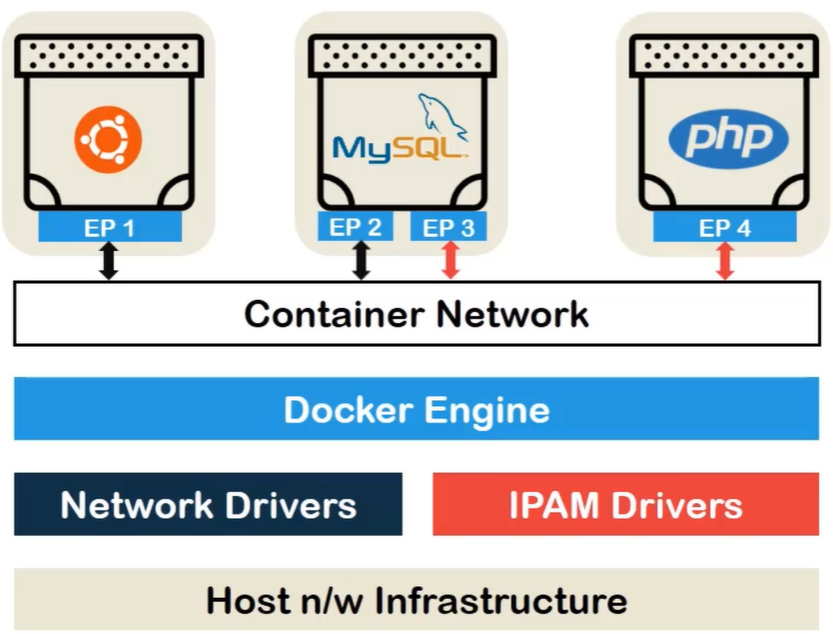 MySQL
php
EP 1
EP 2
EP 3
EP 4
Container Network
Docker Engine
Network Drivers
IPAM Drivers
Host n/w Infrastructure